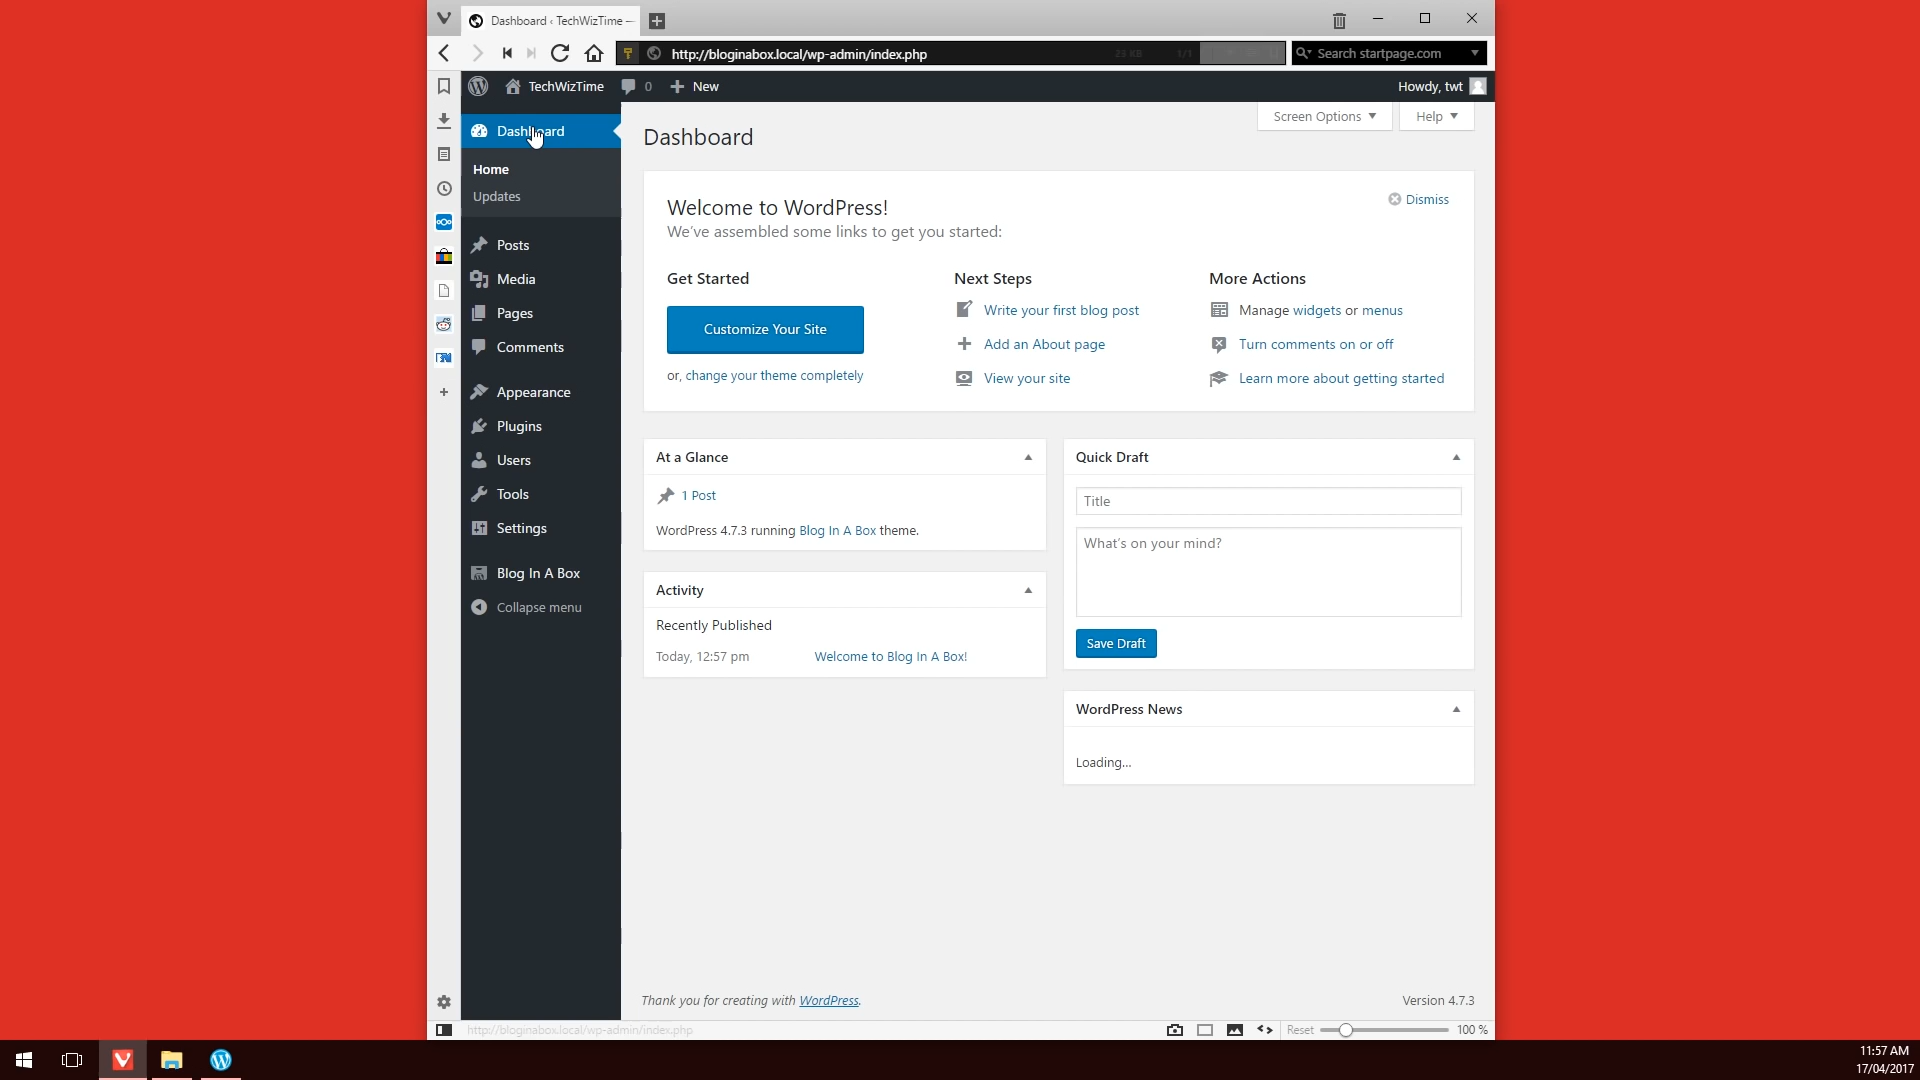 Dashboard ‹ TechWizTime —
http://bloginabox.local/wp-admin/index.php
23 KB
1/1
Search startpage.com
TechWizTime
0
New
Howdy, twt
Dashboard
Home
Updates
Posts
Media
Pages
Comments
Appearance
Plugins
Users
Tools
Settings
Blog In A Box
Collapse menu
Screen Options
Help
Dashboard
Welcome to WordPress!
Dismiss
We've assembled some links to get you started:
Get Started
Customize Your Site
or, change your theme completely
Next Steps
Write your first blog post
Add an About page
View your site
More Actions
Manage widgets or menus
Turn comments on or off
Learn more about getting started
At a Glance
1 Post
WordPress 4.7.3 running Blog In A Box theme.
Activity
Recently Published
Today, 12:57 pm
Welcome to Blog In A Box!
Quick Draft
Title
What's on your mind?
Save Draft
WordPress News
Loading...
Thank you for creating with WordPress.
Version 4.7.3
http://bloginabox.local/wp-admin/index.php
Reset
100 %
11:57 AM
17/04/2017